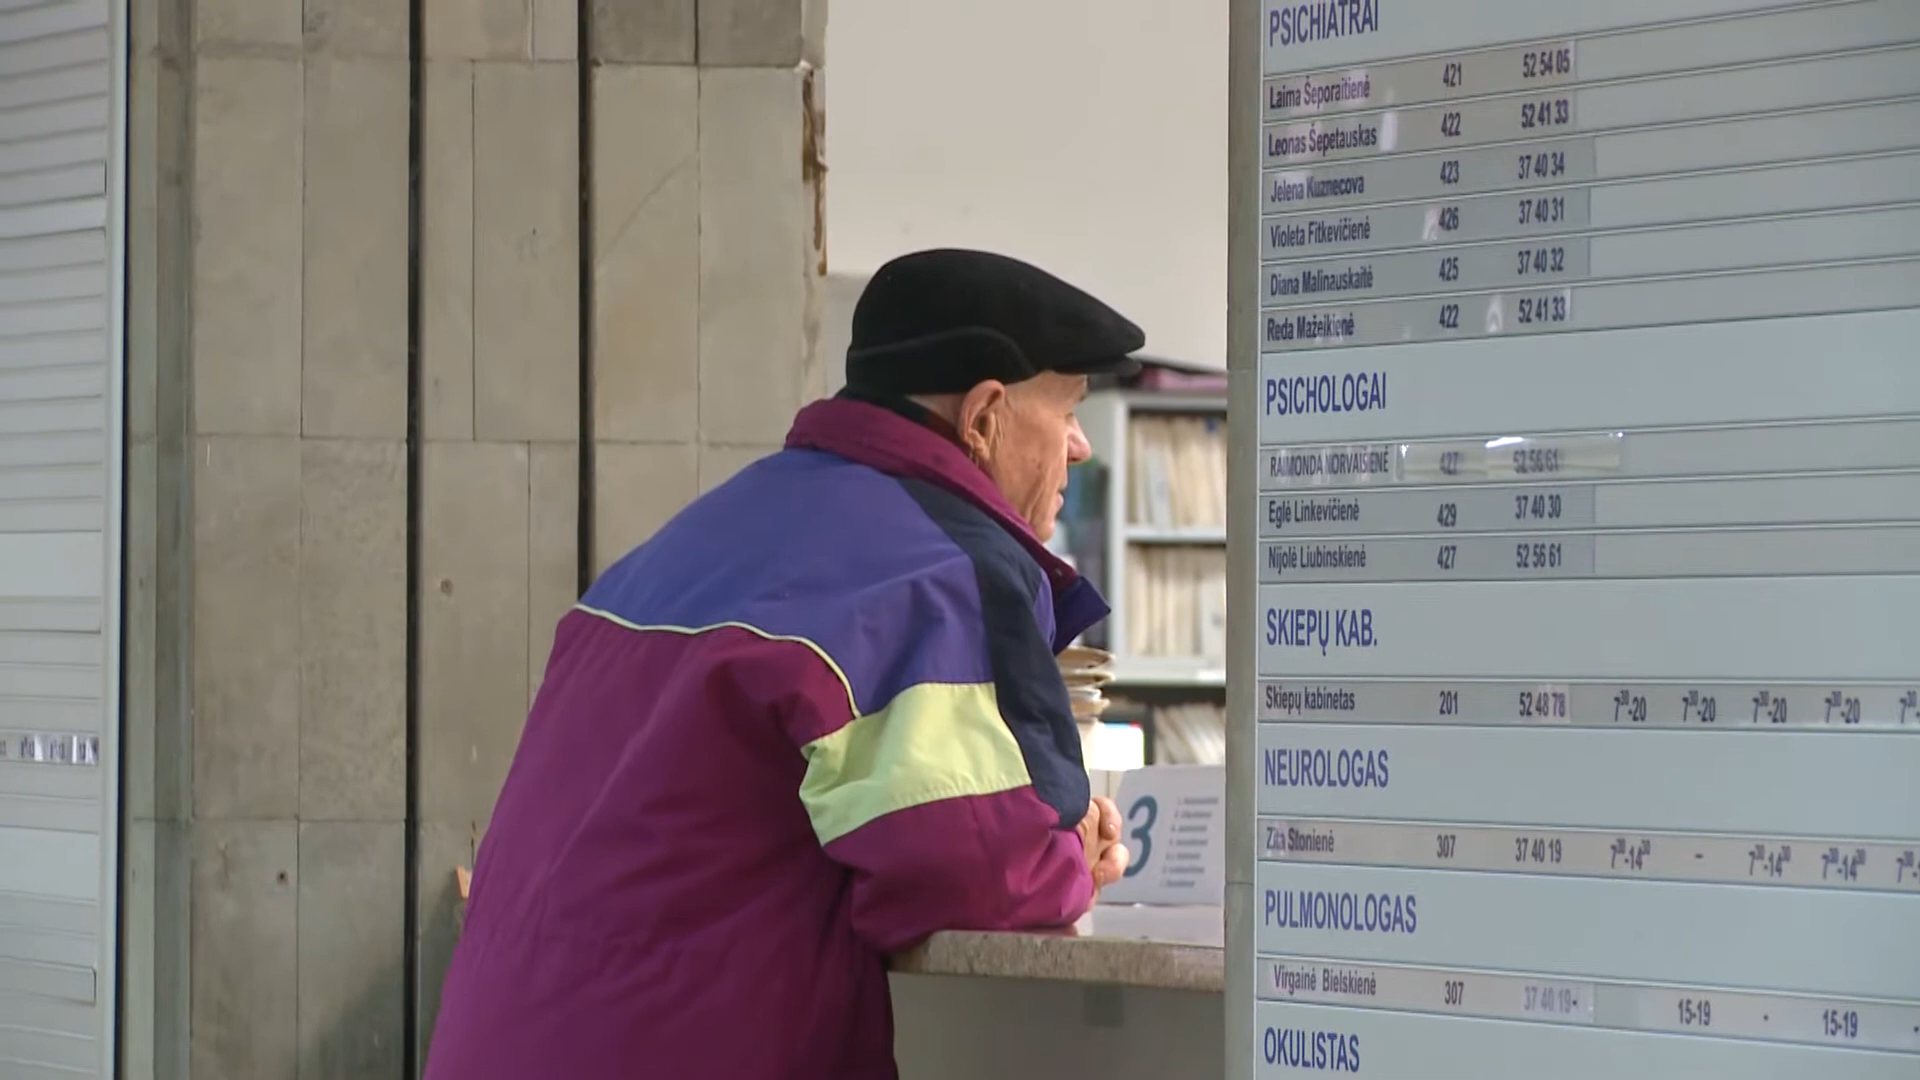 PSICHIATRAI
Laima Šeporaitienė 421 52 54 05
Leonas Šepetauskas 422 52 41 33
Jelena Kuznecova 423 37 40 34
Violeta Fitkevičienė 426 37 40 31
Diana Malinauskaitė 425 37 40 32
Reda Mažeikienė 422 52 41 33
PSICHOLOGAI
RAIMONDA NORVAIŠIENĖ 427 52 56 61
Eglė Linkevičienė 429 37 40 30
Nijolė Liubinskienė 427 52 56 61
SKIEPŲ KAB.
Skiepų kabinetas 201 52 48 78 7³⁰-20 7³⁰-20 7³⁰-20 7³⁰-20
NEUROLOGAS
Zita Stonienė 307 37 40 19 7³⁰-14³⁰ - 7³⁰-14³⁰ 7³⁰-14³⁰
PULMONOLOGAS
Virgainė Bielskienė 307 37 40 19- 15-19 - 15-19 -
OKULISTAS
3